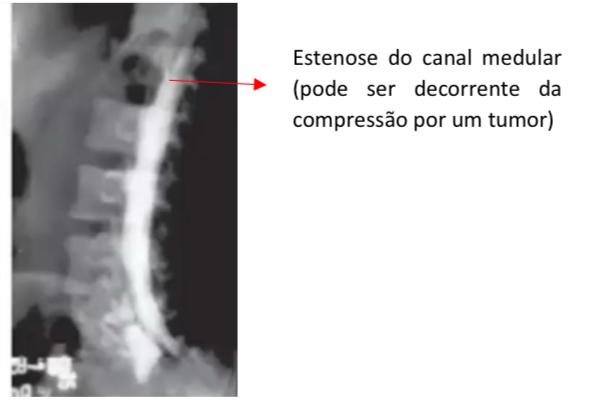 Estenose do canal medular
(pode ser decorrente da
compressão por um tumor)